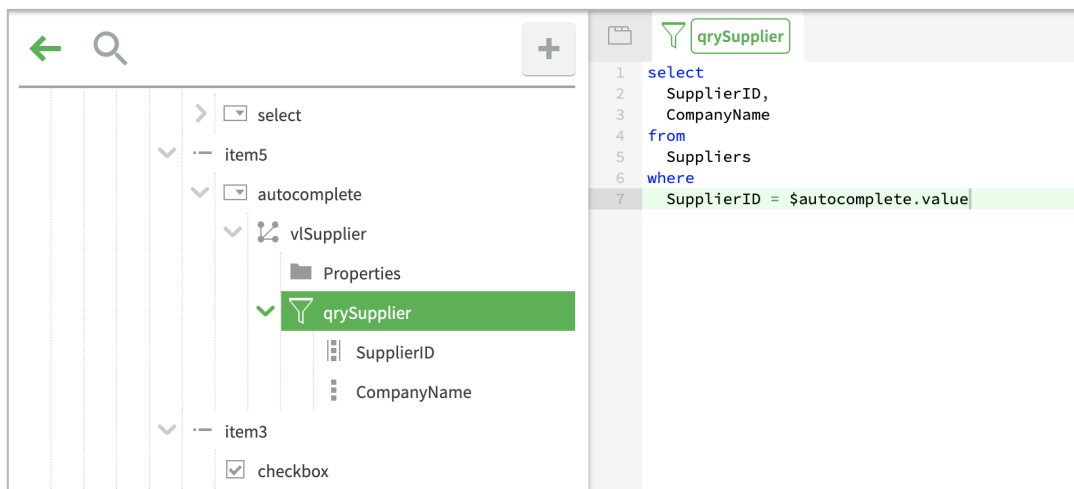 select
item5
autocomplete
vlSupplier
Properties
qrySupplier
SupplierID
CompanyName
item3
checkbox
qrySupplier
1 select
2 SupplierID,
3 CompanyName
4 from
5 Suppliers
6 where
7 SupplierID = $autocomplete.value